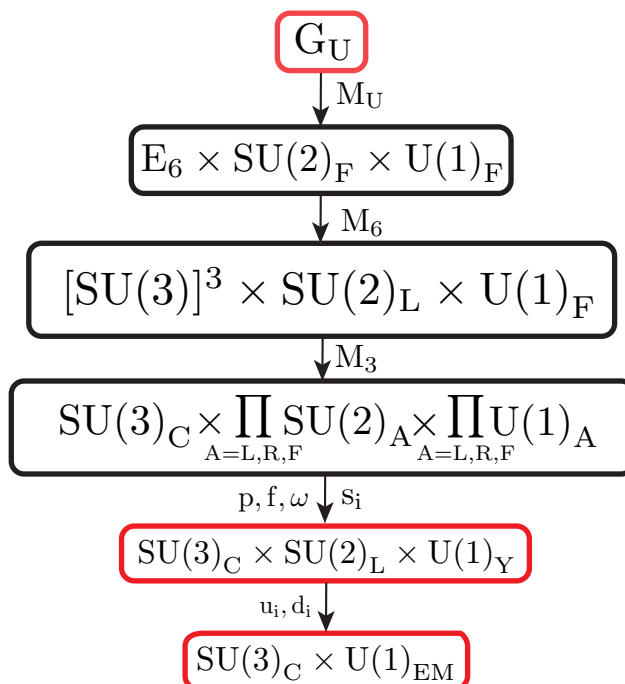 G_U
M_U
E_6 × SU(2)_F × U(1)_F
M_6
[SU(3)]^3 × SU(2)_L × U(1)_F
M_3
SU(3)_C × ∏_{A=L,R,F} SU(2)_A × ∏_{A=L,R,F} U(1)_A
p, f, ω s_i
SU(3)_C × SU(2)_L × U(1)_Y
u_i, d_i
SU(3)_C × U(1)_EM